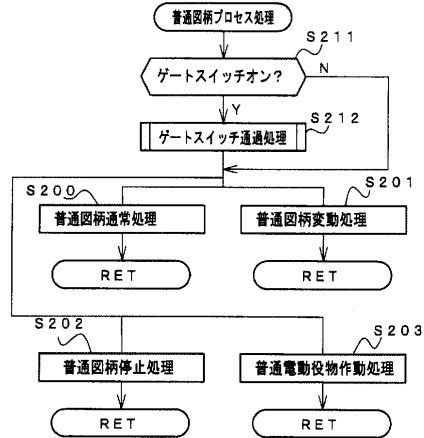 普通図柄プロセス処理
S211
ゲートスイッチオン?
N
Y
S212
ゲートスイッチ通過処理
S200
S201
普通図柄通常処理
普通図柄変動処理
RET
RET
S202
S203
普通図柄停止処理
普通電動役物作動処理
RET
RET